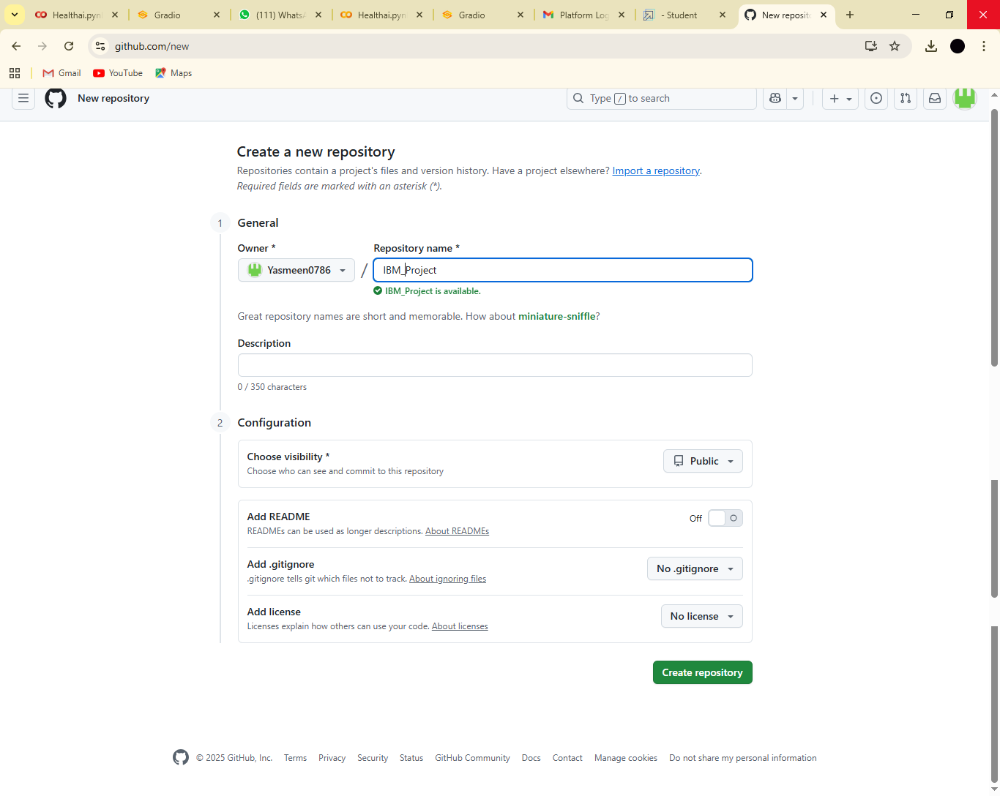 Healthai.pyn
Gradio
(111) Whats
Healthai.pyn
Gradio
Platform Log
- Student
New reposit
github.com/new
Gmail
YouTube
Maps
New repository
Type / to search
Create a new repository
Repositories contain a project's files and version history. Have a project elsewhere? Import a repository.
Required fields are marked with an asterisk (*).
1 General
Owner * Repository name *
Yasmeen0786 / IBM_Project
IBM_Project is available.
Great repository names are short and memorable. How about miniature-sniffle?
Description
0 / 350 characters
2 Configuration
Choose visibility *
Choose who can see and commit to this repository
Public
Add README
READMEs can be used as longer descriptions. About READMEs
Off
Add .gitignore
.gitignore tells git which files not to track. About ignoring files
No .gitignore
Add license
Licenses explain how others can use your code. About licenses
No license
Create repository
© 2025 GitHub, Inc. Terms Privacy Security Status GitHub Community Docs Contact Manage cookies Do not share my personal information